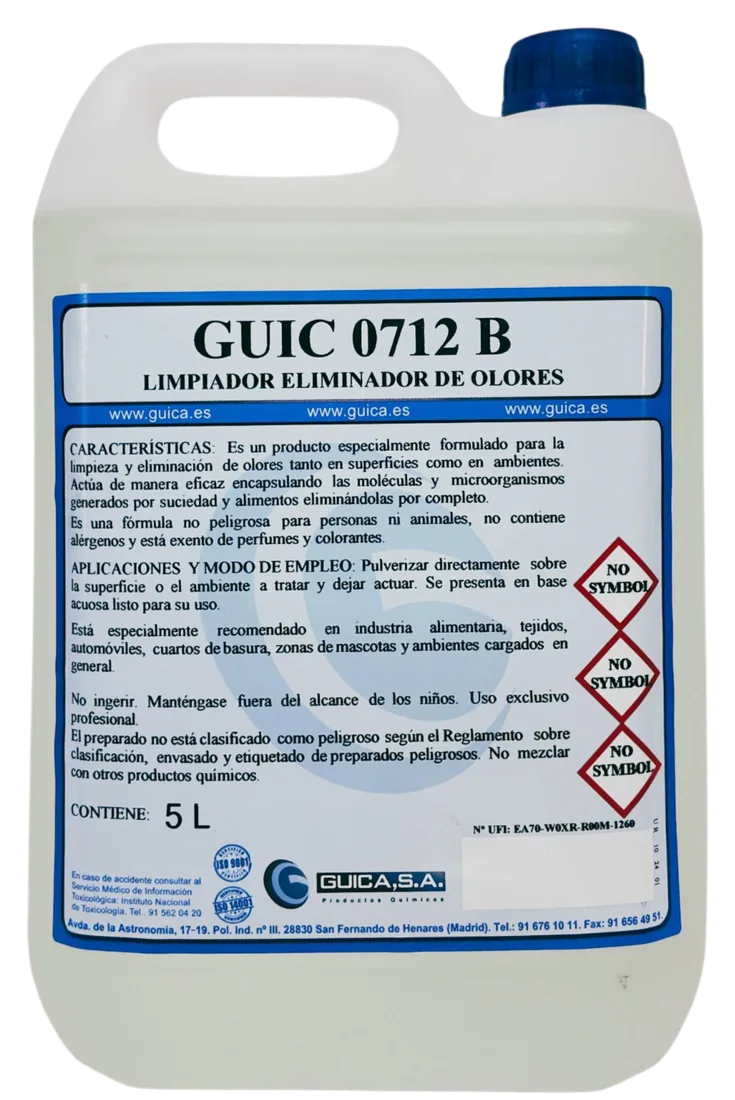 GUIC 0712 B
LIMPIADOR ELIMINADOR DE OLORES
www.guica.es www.guica.es www.guica.es
CARACTERÍSTICAS: Es un producto especialmente formulado para la
limpieza y eliminación de olores tanto en superficies como en ambientes.
Actúa de manera eficaz encapsulando las moléculas y microorganismos
generados por suciedad y alimentos eliminándolas por completo.
Es una fórmula no peligrosa para personas ni animales, no contiene
alérgenos y está exento de perfumes y colorantes.
APLICACIONES Y MODO DE EMPLEO: Pulverizar directamente sobre
la superficie o el ambiente a tratar y dejar actuar. Se presenta en base
acuosa listo para su uso.
Está especialmente recomendado en industria alimentaria, tejidos,
automóviles, cuartos de basura, zonas de mascotas y ambientes cargados en
general.
No ingerir. Manténgase fuera del alcance de los niños. Uso exclusivo
profesional.
El preparado no está clasificado como peligroso según el Reglamento sobre
clasificación, envasado y etiquetado de preparados peligrosos. No mezclar
con otros productos químicos.
NO
SYMBOL
NO
SYMBOL
NO
SYMBOL
CONTIENE: 5 L
Nº UFI: EA70-W0XR-R00M-1260
En caso de accidente consultar al
Servicio Médico de Información
Toxicológica: Instituto Nacional
de Toxicología. Tel.. 91 562 04 20
ISO 9001
ISO 14001
GUICA,S.A.
Productos Químicos
Avda. de la Astronomía, 17-19. Pol. Ind. nº III. 28830 San Fernando de Henares (Madrid). Tel.: 91 676 10 11. Fax: 91 656 49 51.